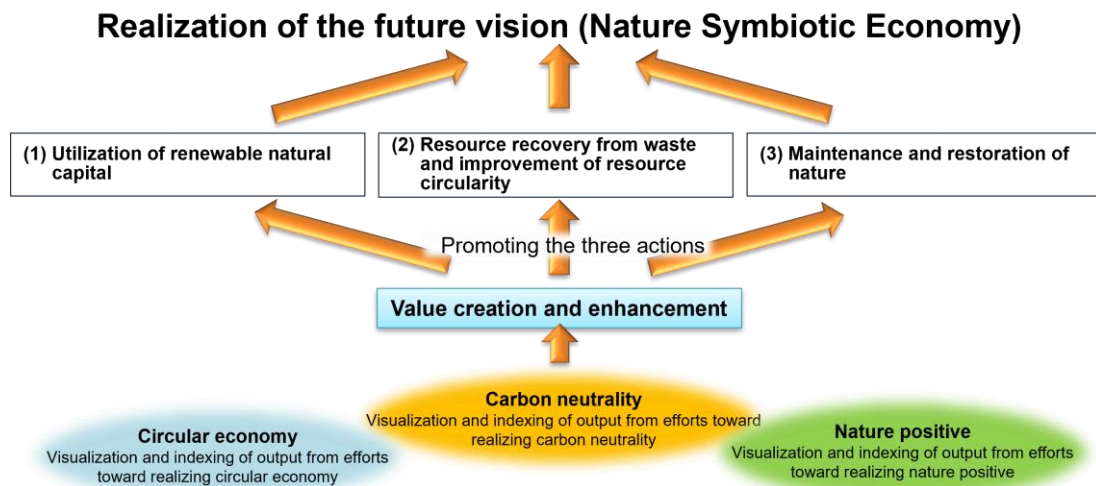 Realization of the future vision (Nature Symbiotic Economy)
(1) Utilization of renewable natural
capital
(2) Resource recovery from waste
and improvement of resource
circularity
(3) Maintenance and restoration of
nature
Promoting the three actions
Value creation and enhancement
Carbon neutrality
Visualization and indexing of output from efforts toward
realizing carbon neutrality
Circular economy
Visualization and indexing of output from efforts
toward realizing circular economy
Nature positive
Visualization and indexing of output from efforts
toward realizing nature positive